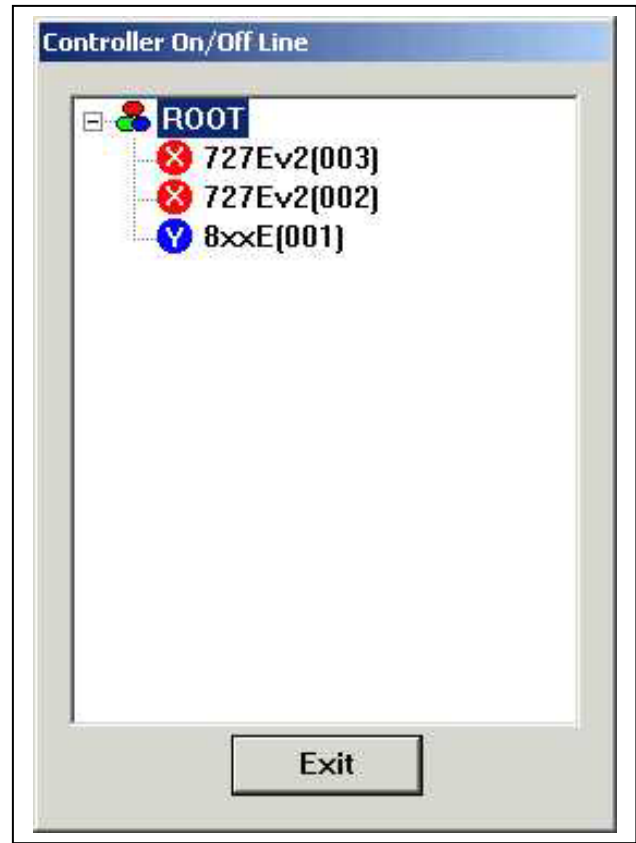 Controller On/Off Line
ROOT
X 727Ev2(003)
X 727Ev2(002)
Y 8xxE(001)
Exit